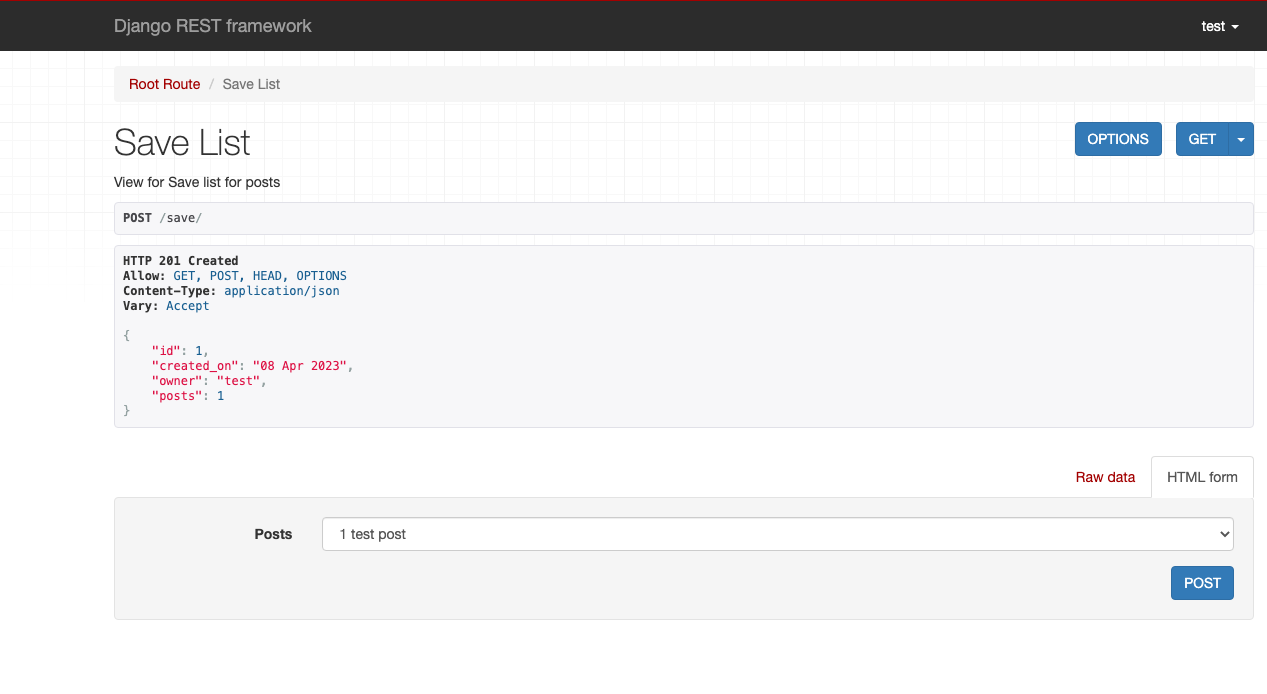 Django REST framework
test
Root Route / Save List
Save List
OPTIONS
GET
View for Save list for posts
POST /save/
HTTP 201 Created
Allow: GET, POST, HEAD, OPTIONS
Content-Type: application/json
Vary: Accept
{
    "id": 1,
    "created_on": "08 Apr 2023",
    "owner": "test",
    "posts": 1
}
Raw data
HTML form
Posts
1 test post
POST